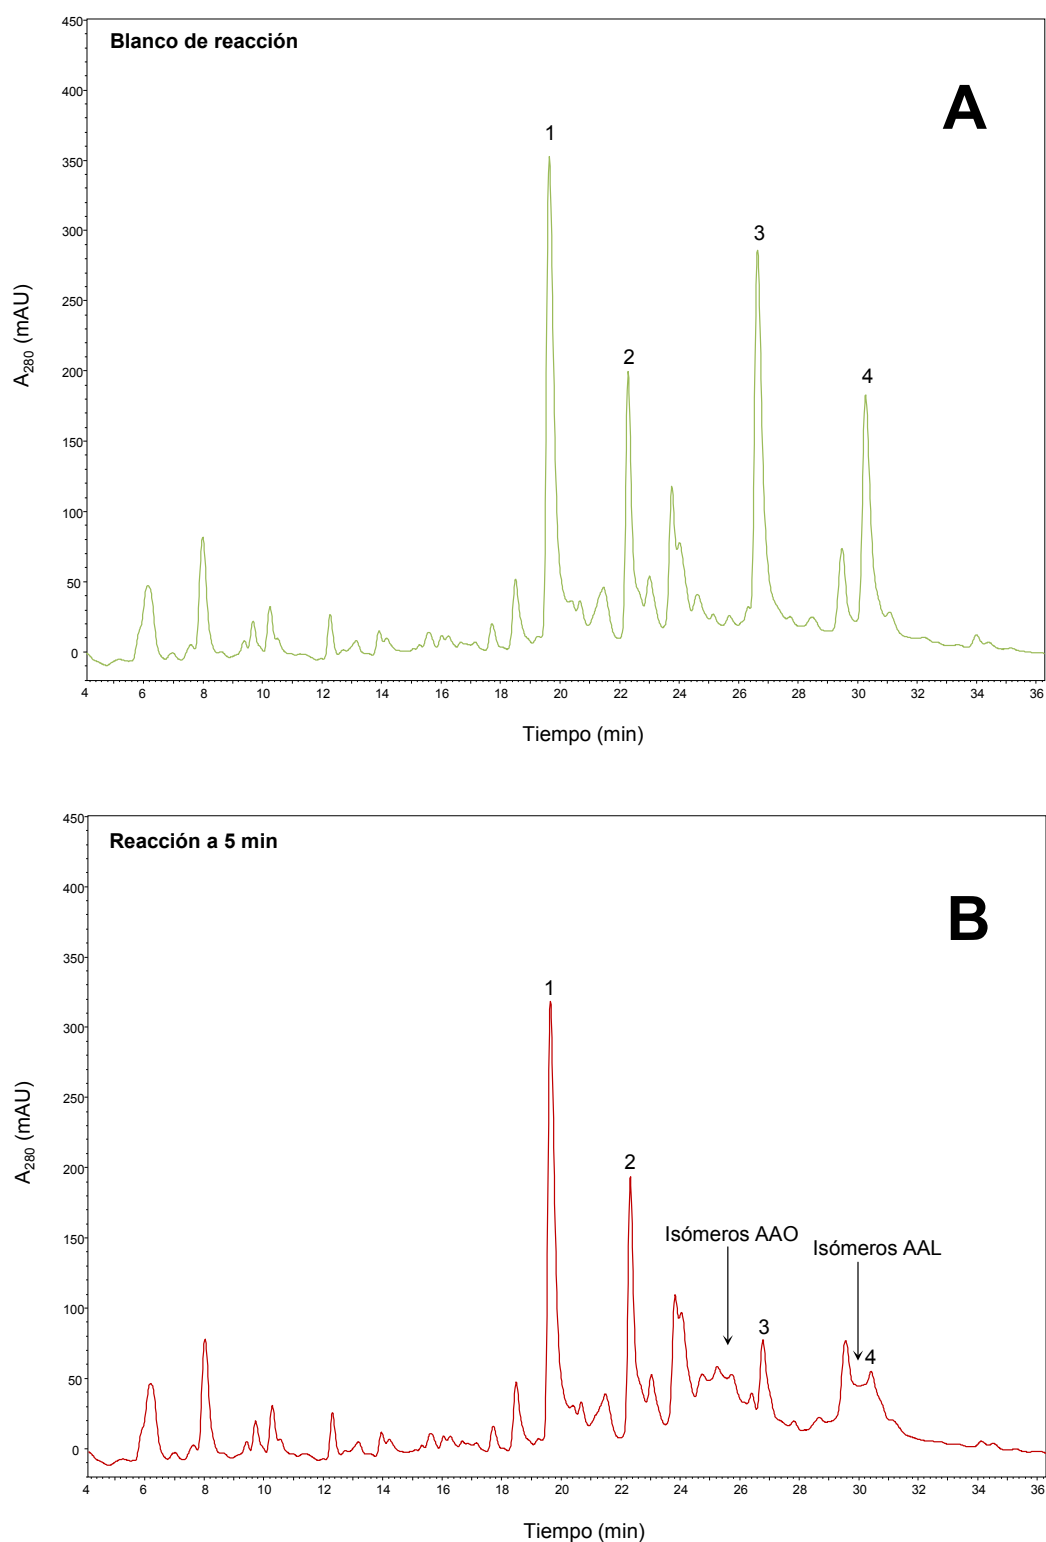 Blanco de reacción
A
450
400
350
300
250
200
150
100
50
0
A280 (mAU)
1
2
3
4
4 6 8 10 12 14 16 18 20 22 24 26 28 30 32 34 36
Tiempo (min)
Reacción a 5 min
B
450
400
350
300
250
200
150
100
50
0
A280 (mAU)
1
2
Isómeros AAO
Isómeros AAL
3
4
4 6 8 10 12 14 16 18 20 22 24 26 28 30 32 34 36
Tiempo (min)